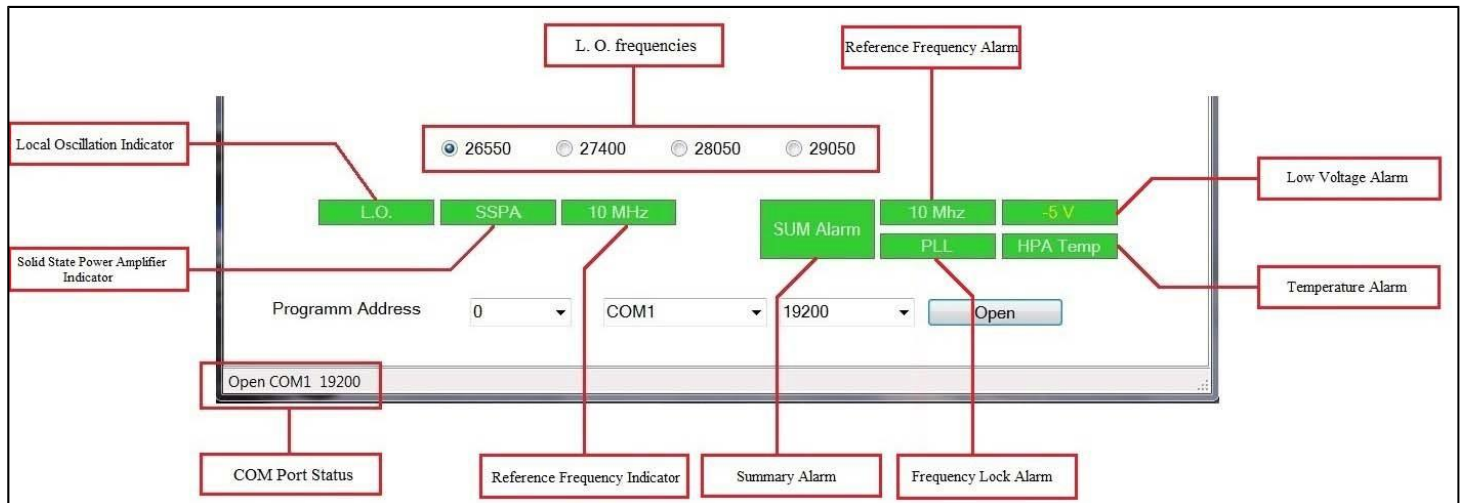 L. O. frequencies
Reference Frequency Alarm
Local Oscillation Indicator
26550 27400 28050 29050
Low Voltage Alarm
L.O. SSPA 10 MHz SUM Alarm 10 Mhz -5 V
PLL HPA Temp
Solid State Power Amplifier
Indicator
Temperature Alarm
Programm Address 0 COM1 19200 Open
Open COM1 19200
COM Port Status
Reference Frequency Indicator
Summary Alarm
Frequency Lock Alarm